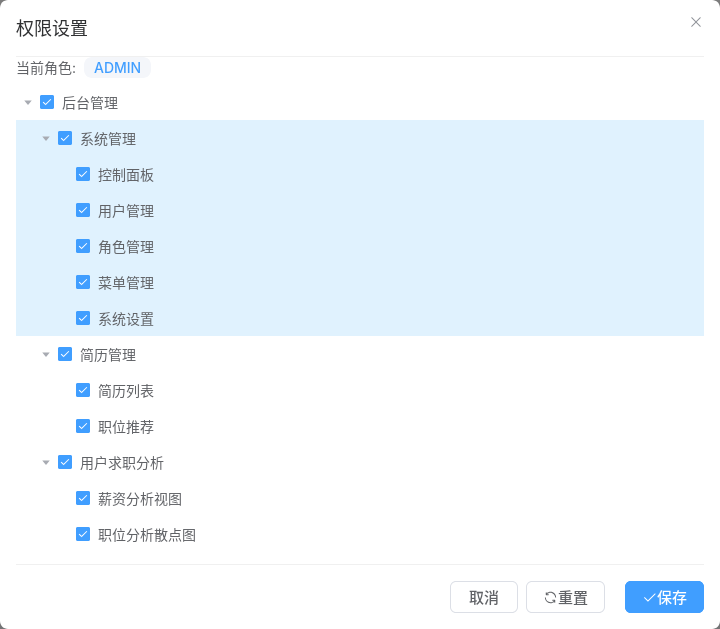 权限设置
当前角色: ADMIN
后台管理
系统管理
控制面板
用户管理
角色管理
菜单管理
系统设置
简历管理
简历列表
职位推荐
用户求职分析
薪资分析视图
职位分析散点图
取消 重置 保存